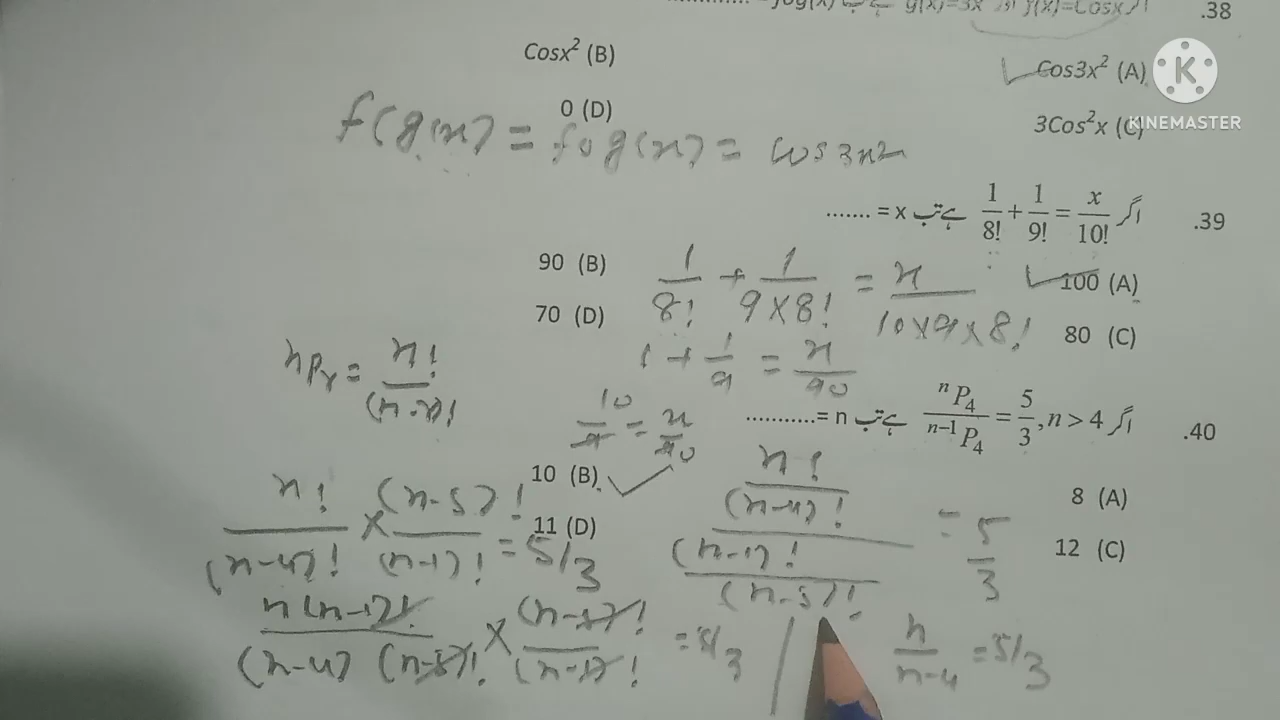 .38 ............ = fog(x) ہے تب g(x)=3x f(x)=Cosx
Cos3x² (A) Cosx² (B)
KINEMASTER
3Cos²x (C) 0 (D)
f(g(x) = fog(x) = cos3x2
.39 اگر 1/8! + 1/9! = x/10! ہے تب x = .......
100 (A) 90 (B)
80 (C) 70 (D)
1/8! + 1/9×8! = x/10×9×8!
1 + 1/9 = x/90
nPr = n!/(n-r)!
10/9 = x/90
.40 اگر ⁿP₄/ⁿ⁻¹P₄ = 5/3, n > 4 ہے تب n = ...........
8 (A) 10 (B)
12 (C) 11 (D)
n!/(n-4)! / (n-1)!/(n-5)! = 5/3
n!/(n-4)! × (n-5)!/(n-1)! = 5/3
n(n-1)!/(n-4)(n-5)! × (n-5)!/(n-1)! = 5/3
n/n-4 = 5/3